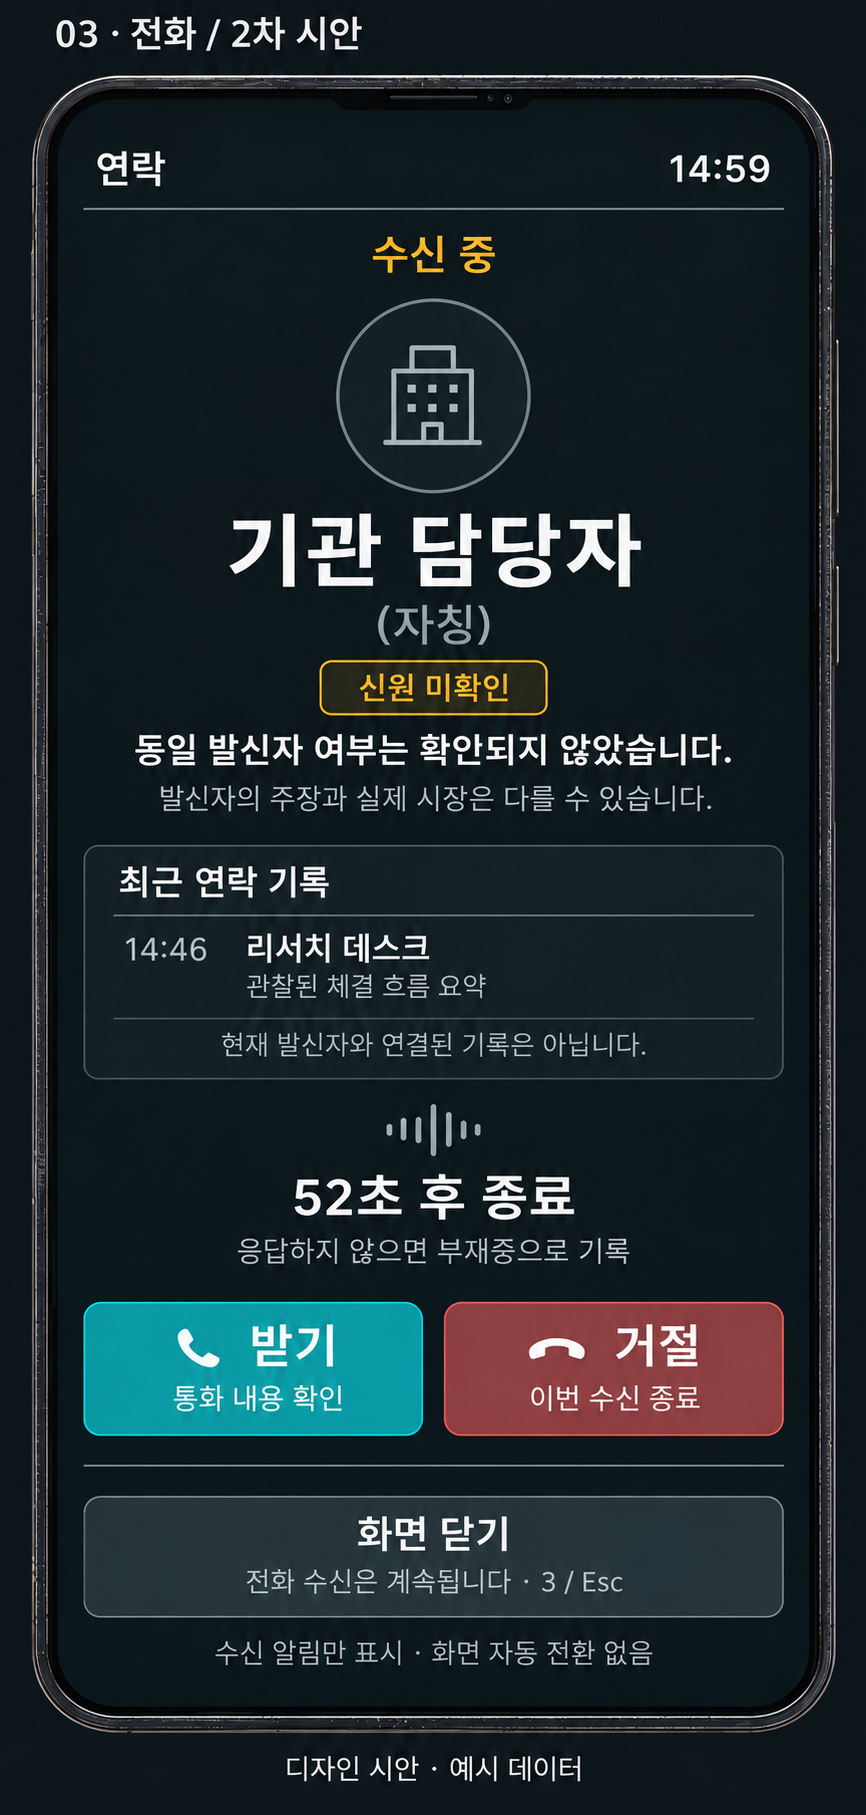 03 · 전화 / 2차 시안
연락
14:59
수신 중
기관 담당자
(자칭)
신원 미확인
동일 발신자 여부는 확안되지 않았습니다.
발신자의 주장과 실제 시장은 다를 수 있습니다.
최근 연락 기록
14:46 리서치 데스크
관찰된 체결 흐름 요약
현재 발신자와 연결된 기록은 아닙니다.
52초 후 종료
응답하지 않으면 부재중으로 기록
받기
통화 내용 확인
거절
이번 수신 종료
화면 닫기
전화 수신은 계속됩니다 · 3 / Esc
수신 알림만 표시 · 화면 자동 전환 없음
디자인 시안 · 예시 데이터